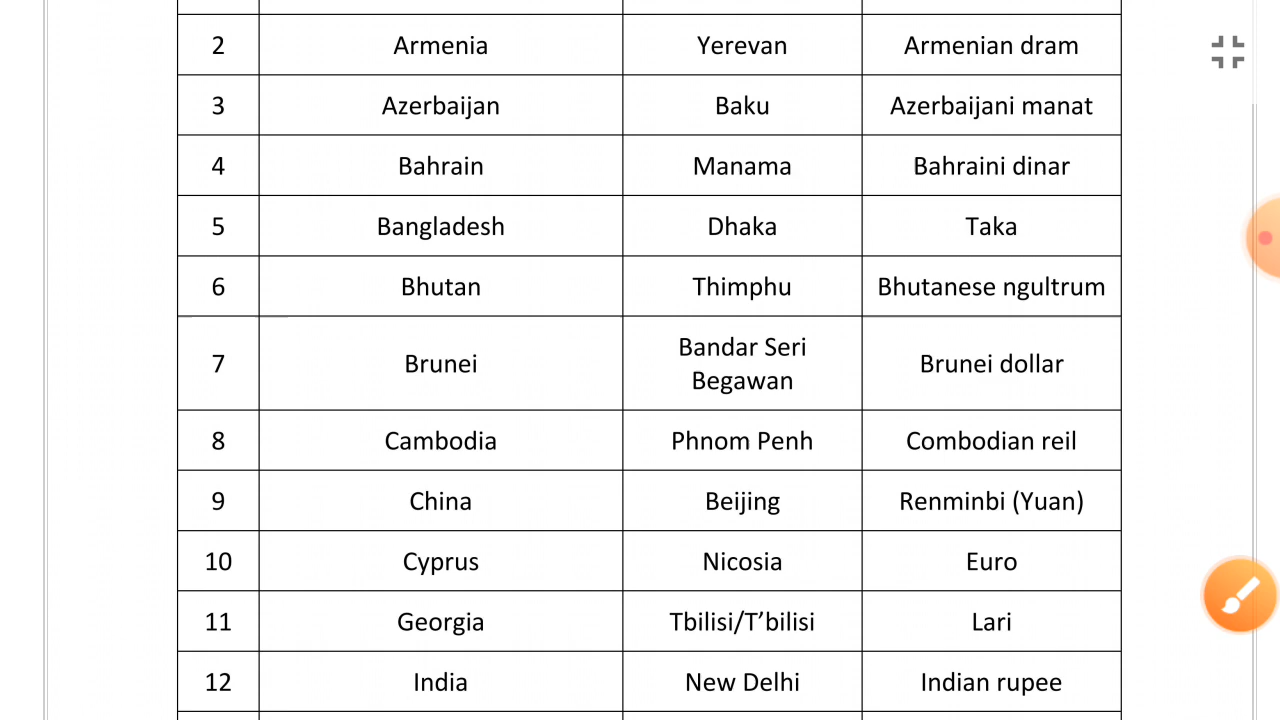 2 Armenia Yerevan Armenian dram
3 Azerbaijan Baku Azerbaijani manat
4 Bahrain Manama Bahraini dinar
5 Bangladesh Dhaka Taka
6 Bhutan Thimphu Bhutanese ngultrum
7 Brunei Bandar Seri Begawan Brunei dollar
8 Cambodia Phnom Penh Combodian reil
9 China Beijing Renminbi (Yuan)
10 Cyprus Nicosia Euro
11 Georgia Tbilisi/T’bilisi Lari
12 India New Delhi Indian rupee